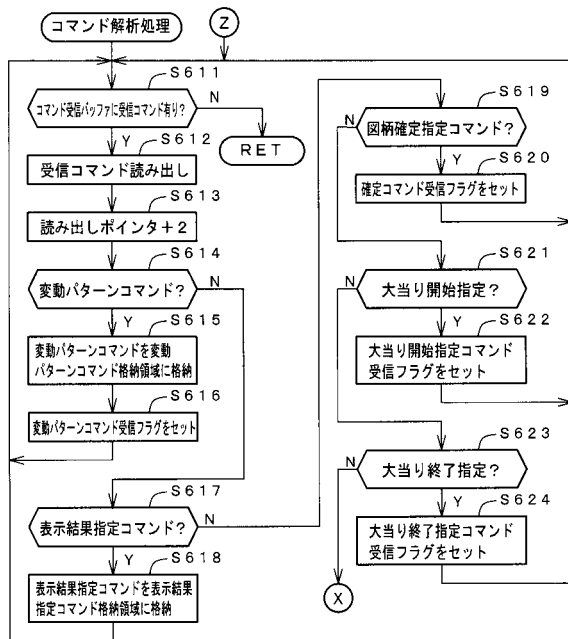 コマンド解析処理
Z
S611
コマンド受信バッファに受信コマンド有り?
N
RET
Y
S612
受信コマンド読み出し
S613
読み出しポインタ+2
S614
変動パターンコマンド?
N
Y
S615
変動パターンコマンドを変動
パターンコマンド格納領域に格納
S616
変動パターンコマンド受信フラグをセット
S617
表示結果指定コマンド?
N
Y
S618
表示結果指定コマンドを表示結果
指定コマンド格納領域に格納
S619
N
図柄確定指定コマンド?
Y
S620
確定コマンド受信フラグをセット
S621
N
大当り開始指定?
Y
S622
大当り開始指定コマンド
受信フラグをセット
S623
N
大当り終了指定?
Y
S624
大当り終了指定コマンド
受信フラグをセット
X